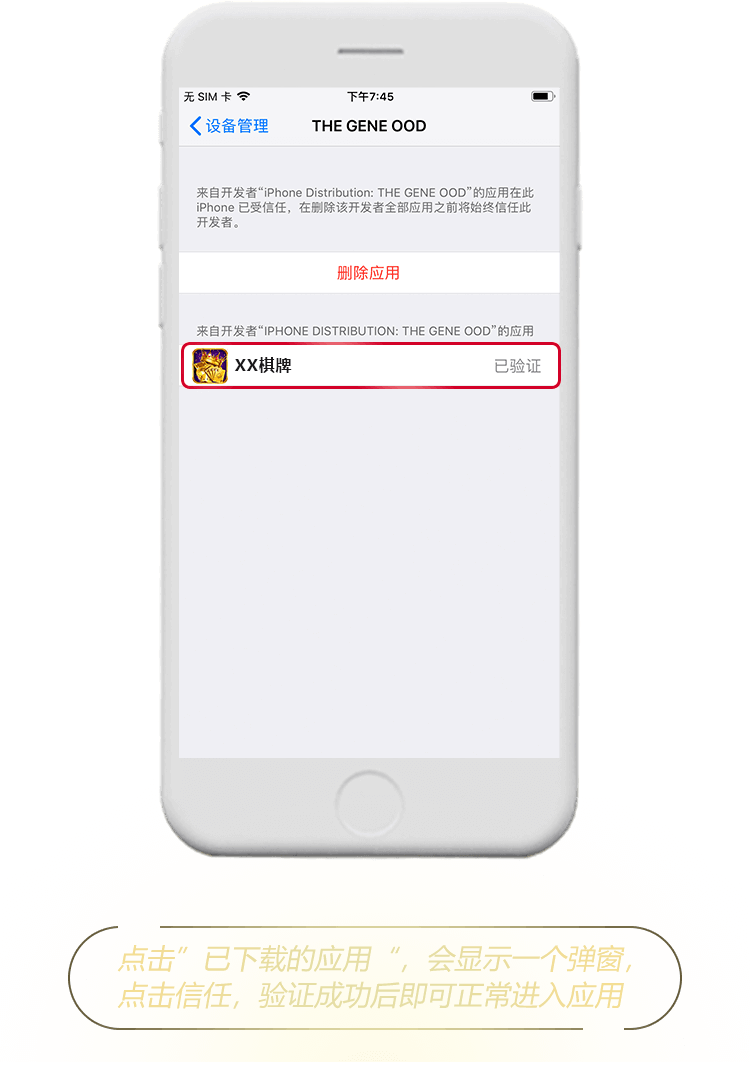 无 SIM 卡
下午7:45
设备管理
THE GENE OOD
来自开发者“iPhone Distribution: THE GENE OOD”的应用在此
iPhone 已受信任，在删除该开发者全部应用之前将始终信任此
开发者。
删除应用
来自开发者“IPHONE DISTRIBUTION: THE GENE OOD”的应用
XX棋牌
已验证
点击”已下载的应用“，会显示一个弹窗，
点击信任，验证成功后即可正常进入应用